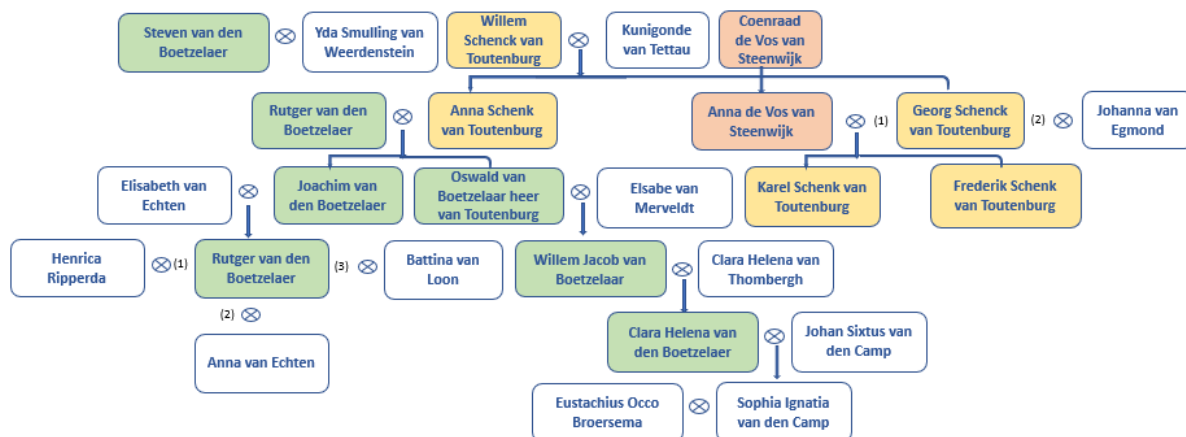 Steven van den
Boetzelaer
Yda Smulling van
Weerdenstein
Willem
Schenck van
Toutenburg
Kunigonde
van Tettau
Coenraad
de Vos van
Steenwijk
Rutger van den
Boetzelaer
Anna Schenk
van Toutenburg
Anna de Vos van
Steenwijk
(1)
Georg Schenck
van Toutenburg
(2)
Johanna van
Egmond
Elisabeth van
Echten
Joachim van
den Boetzelaer
Oswald van
Boetzelaar heer
van Toutenburg
Elsabe van
Merveldt
Karel Schenk van
Toutenburg
Frederik Schenk
van Toutenburg
Henrica
Ripperda
(1)
Rutger van den
Boetzelaer
(3)
Battina van
Loon
Willem Jacob van
Boetzelaar
Clara Helena van
Thombergh
(2)
Anna van Echten
Clara Helena van
den Boetzelaer
Johan Sixtus van
den Camp
Eustachius Occo
Broersema
Sophia Ignatia
van den Camp